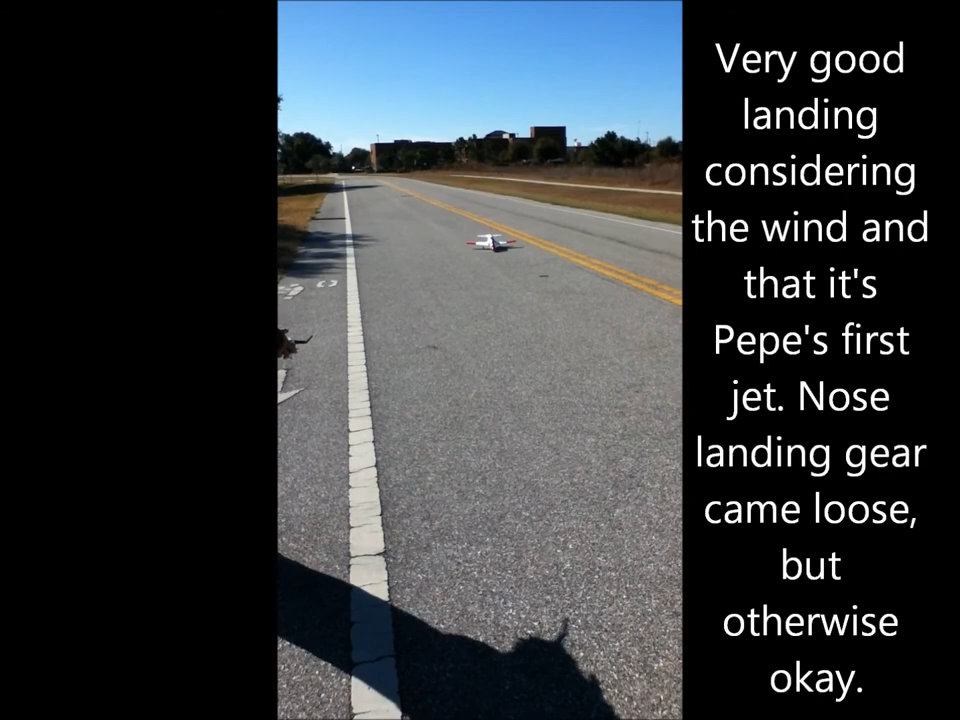 Very good
landing
considering
the wind and
that it's
Pepe's first
jet. Nose
landing gear
came loose,
but
otherwise
okay.